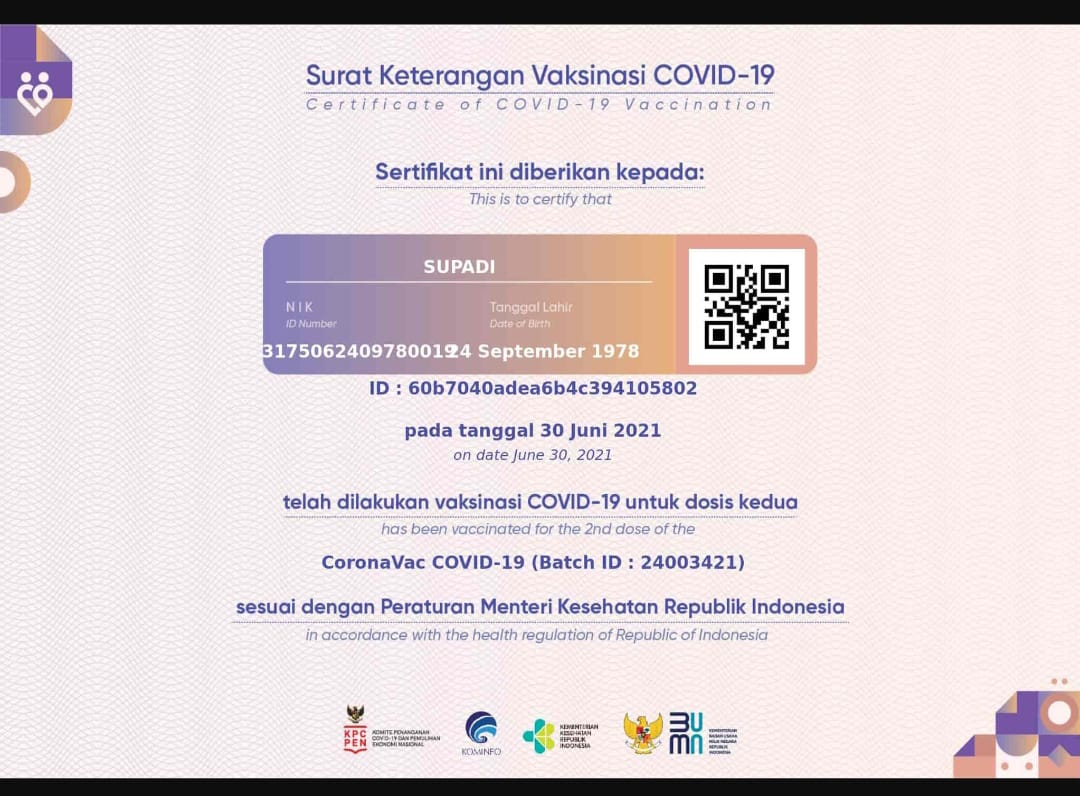 Surat Keterangan Vaksinasi COVID-19
Certificate of COVID-19 Vaccination
Sertifikat ini diberikan kepada:
This is to certify that
SUPADI
NIK
Tanggal Lahir
ID Number
Date of Birth
3175062409780019
24 September 1978
ID : 60b7040adea6b4c394105802
pada tanggal 30 Juni 2021
on date June 30, 2021
telah dilakukan vaksinasi COVID-19 untuk dosis kedua
has been vaccinated for the 2nd dose of the
CoronaVac COVID-19 (Batch ID : 24003421)
sesuai dengan Peraturan Menteri Kesehatan Republik Indonesia
in accordance with the health regulation of Republic of Indonesia
KPC
PEN
KOMITE PENANGANAN
COVID-19 DAN PEMULIHAN
EKONOMI NASIONAL
KOMINFO
KEMENTERIAN
KESEHATAN
REPUBLIK
INDONESIA
BUMN
KEMENTERIAN
BADAN USAHA
MILIK NEGARA
REPUBLIK
INDONESIA